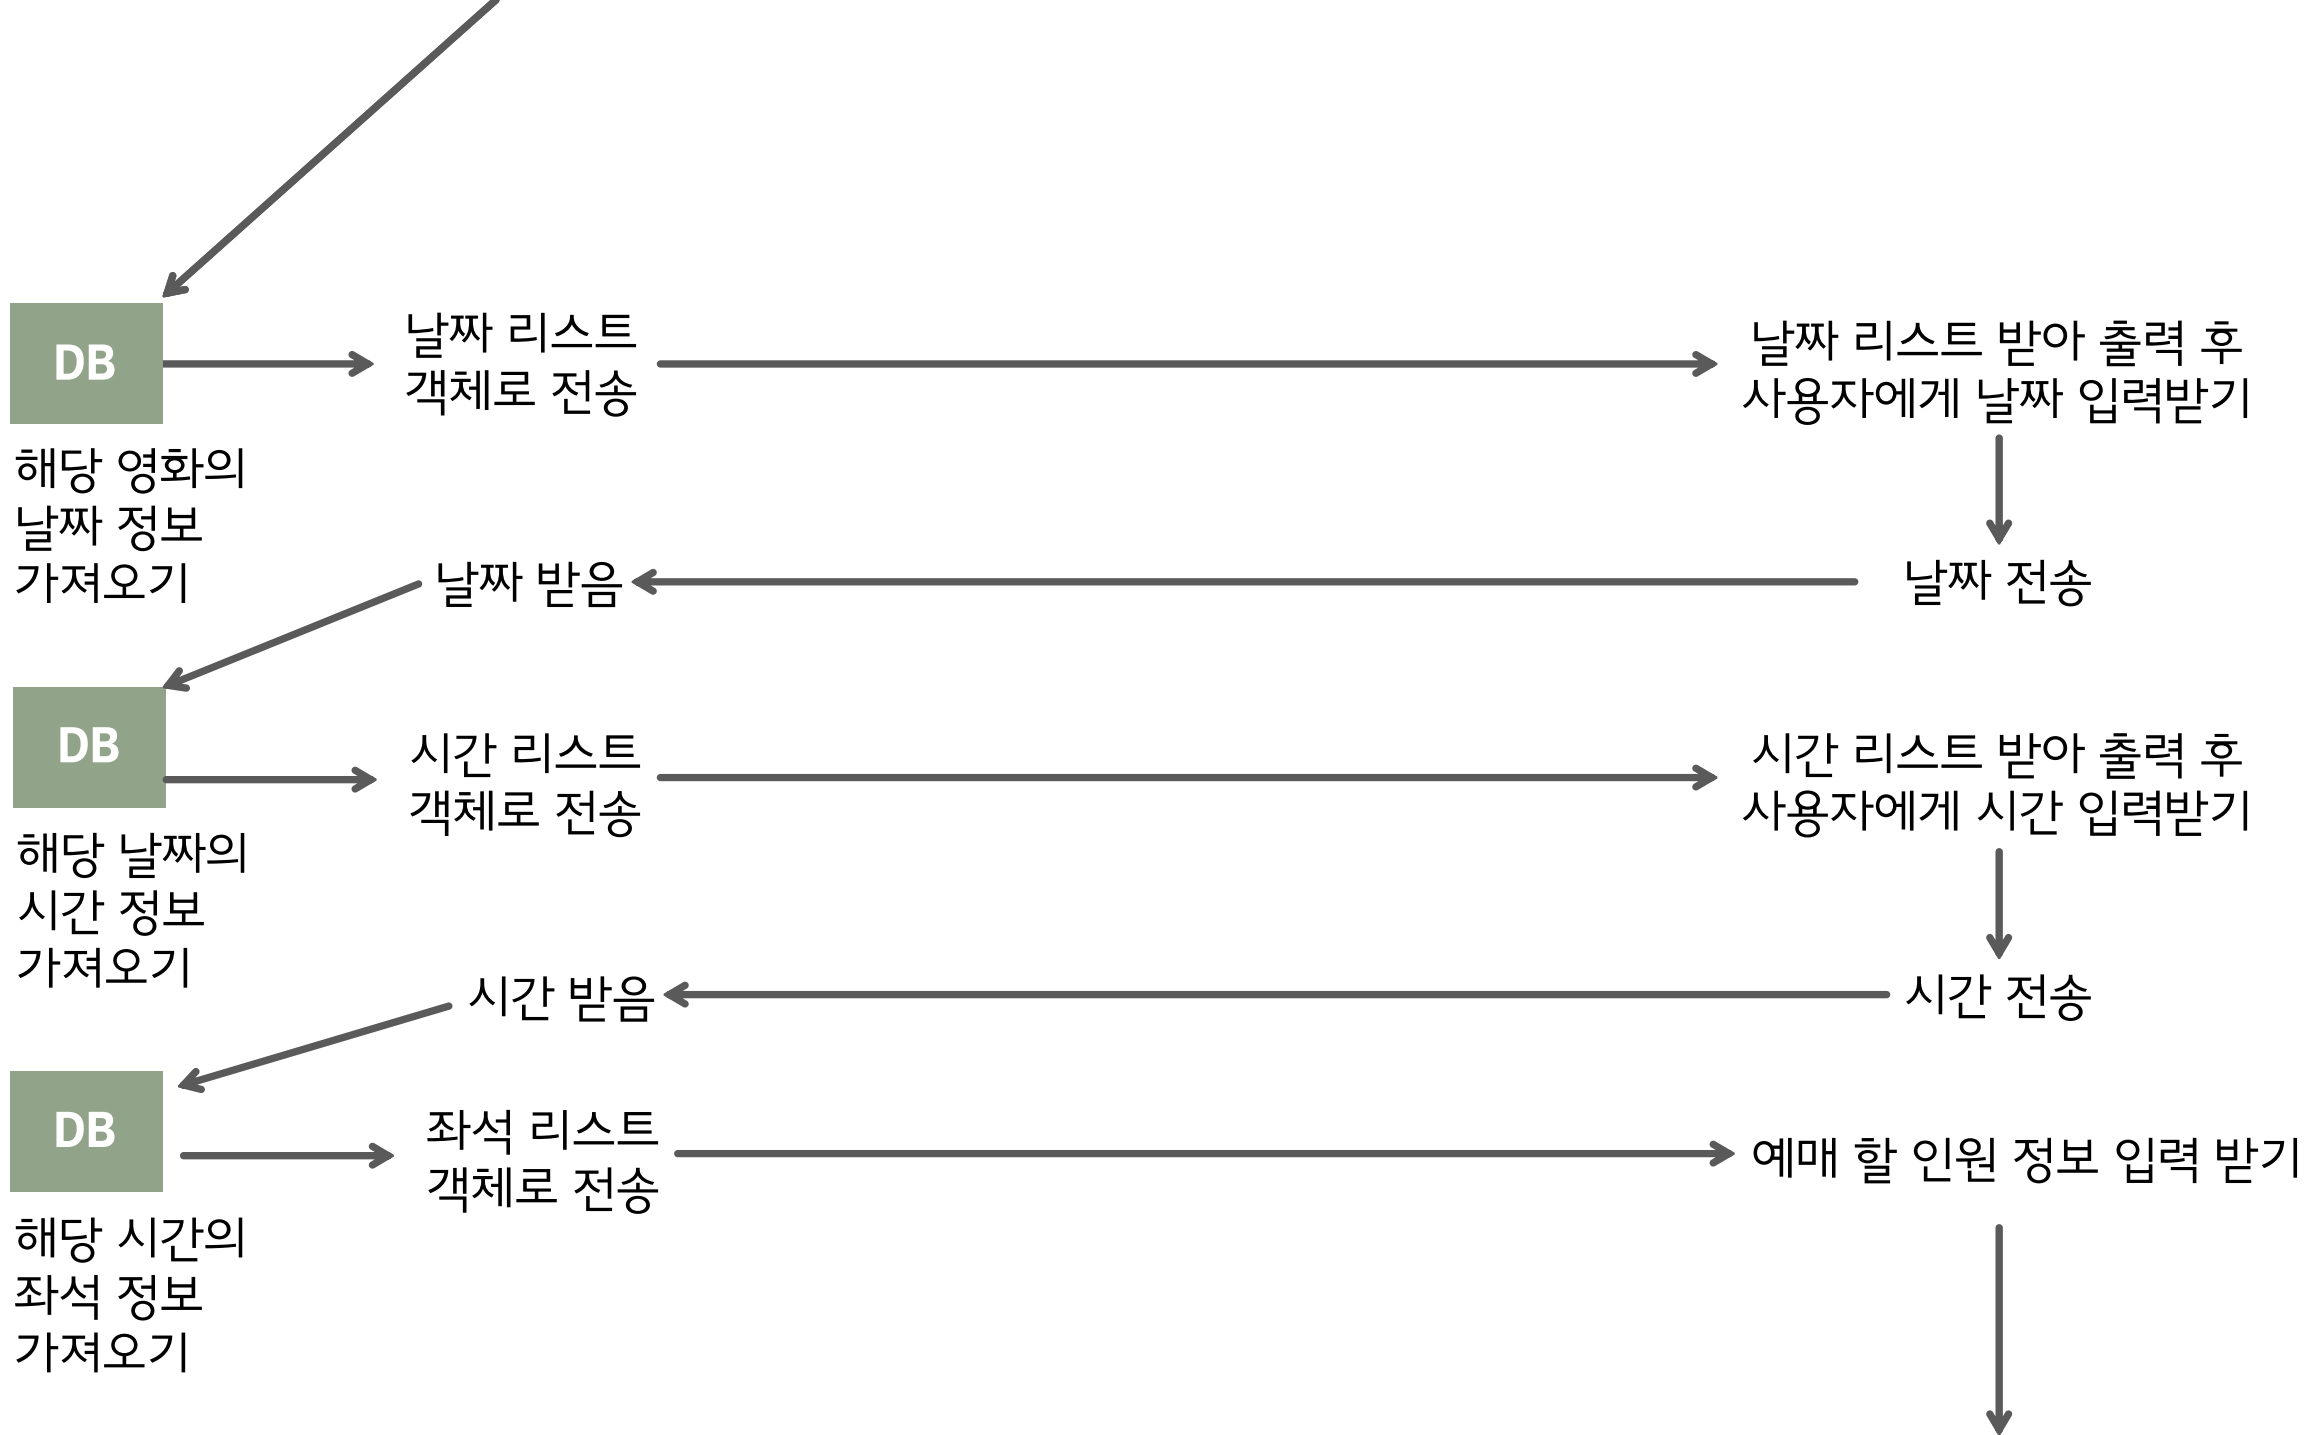 DB
날짜 리스트
객체로 전송
날짜 리스트 받아 출력 후
사용자에게 날짜 입력받기
해당 영화의
날짜 정보
가져오기
날짜 받음
날짜 전송
DB
시간 리스트
객체로 전송
시간 리스트 받아 출력 후
사용자에게 시간 입력받기
해당 날짜의
시간 정보
가져오기
시간 받음
시간 전송
DB
좌석 리스트
객체로 전송
예매 할 인원 정보 입력 받기
해당 시간의
좌석 정보
가져오기